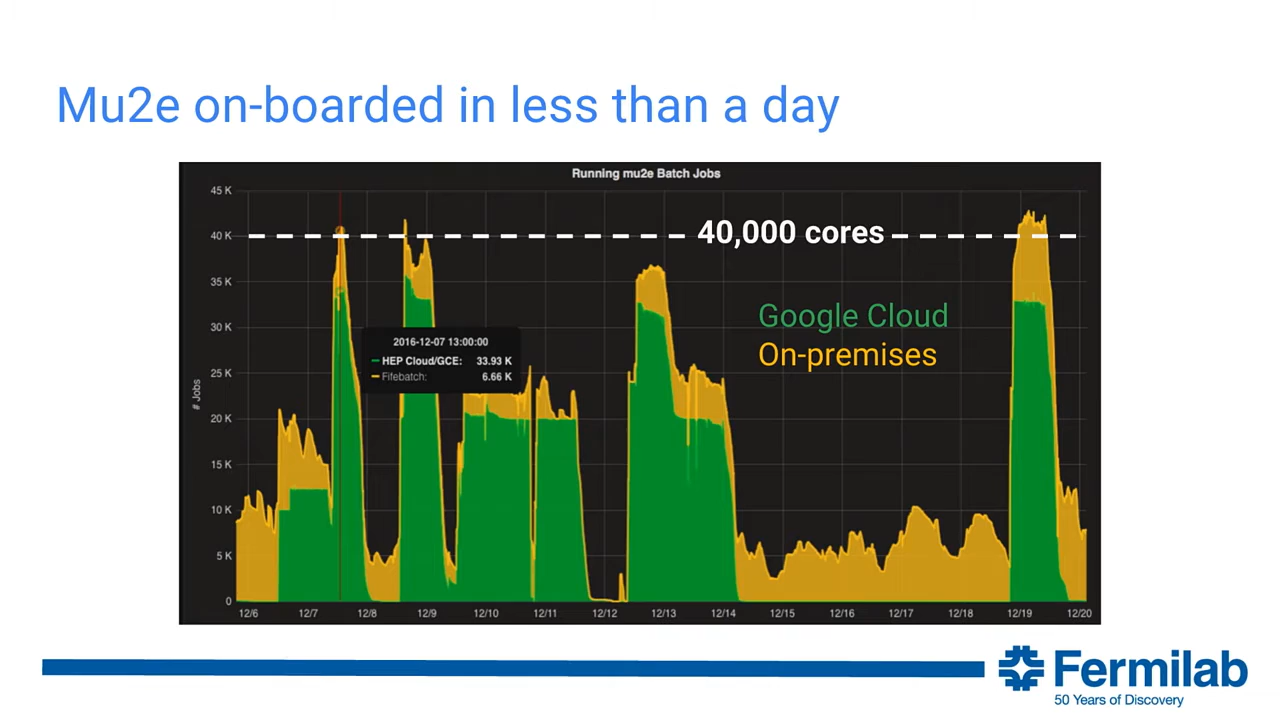 Mu2e on-boarded in less than a day
Running mu2e Batch Jobs
45 K
40 K
40,000 cores
35 K
30 K
Google Cloud
On-premises
2016-12-07 13:00:00
HEP Cloud/GCE: 33.93 K
Fifebatch: 6.66 K
25 K
# Jobs
20 K
15 K
10 K
5 K
0
12/6 12/7 12/8 12/9 12/10 12/11 12/12 12/13 12/14 12/15 12/16 12/17 12/18 12/19 12/20
Fermilab
50 Years of Discovery